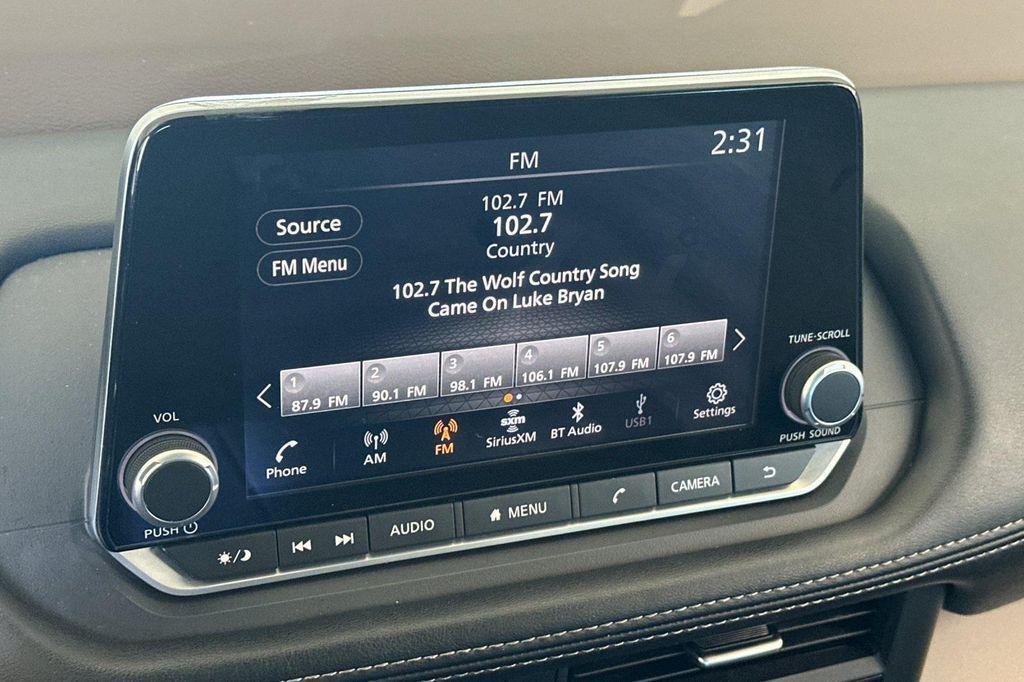 2:31
FM
102.7 FM
102.7
Country
Source
FM Menu
102.7 The Wolf Country Song
Came On Luke Bryan
1 87.9 FM
2 90.1 FM
3 98.1 FM
4 106.1 FM
5 107.9 FM
6 107.9 FM
Phone
AM
FM
sxm
SiriusXM
BT Audio
USB1
Settings
VOL
PUSH
TUNE·SCROLL
PUSH SOUND
AUDIO
MENU
CAMERA